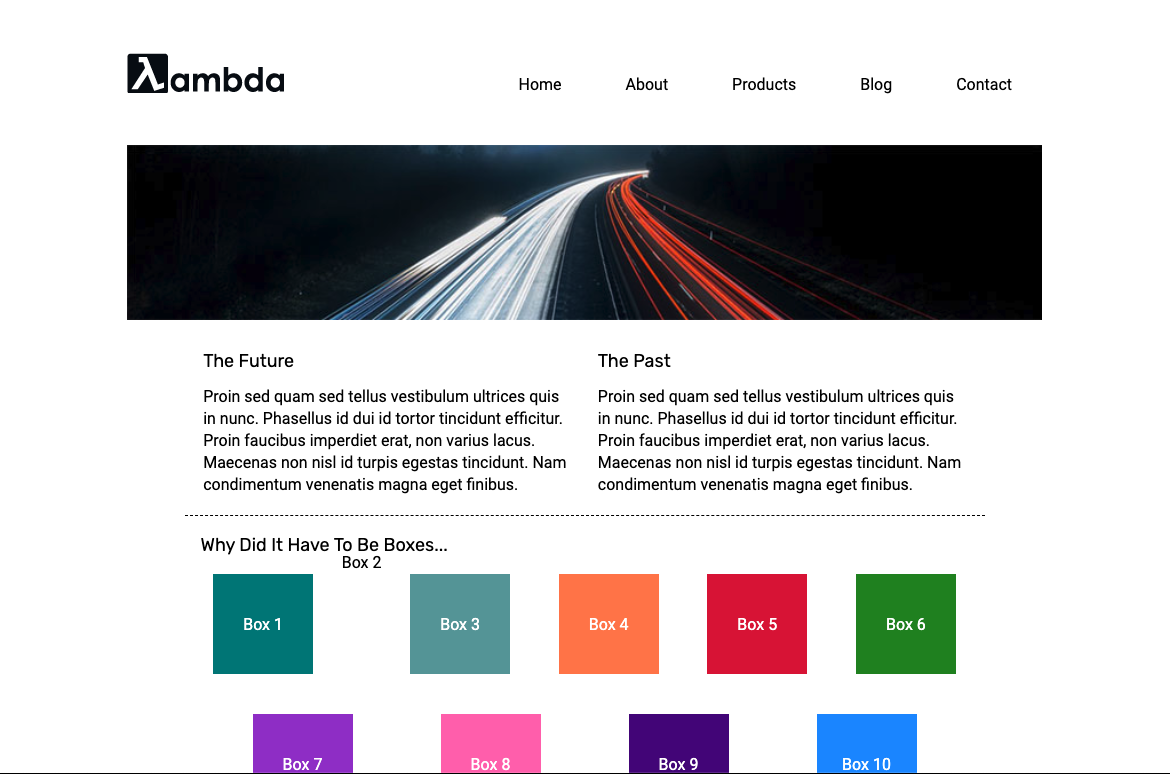 λambda
Home About Products Blog Contact
The Future
Proin sed quam sed tellus vestibulum ultrices quis
in nunc. Phasellus id dui id tortor tincidunt efficitur.
Proin faucibus imperdiet erat, non varius lacus.
Maecenas non nisl id turpis egestas tincidunt. Nam
condimentum venenatis magna eget finibus.
The Past
Proin sed quam sed tellus vestibulum ultrices quis
in nunc. Phasellus id dui id tortor tincidunt efficitur.
Proin faucibus imperdiet erat, non varius lacus.
Maecenas non nisl id turpis egestas tincidunt. Nam
condimentum venenatis magna eget finibus.
Why Did It Have To Be Boxes...
Box 2
Box 1 Box 3 Box 4 Box 5 Box 6
Box 7 Box 8 Box 9 Box 10